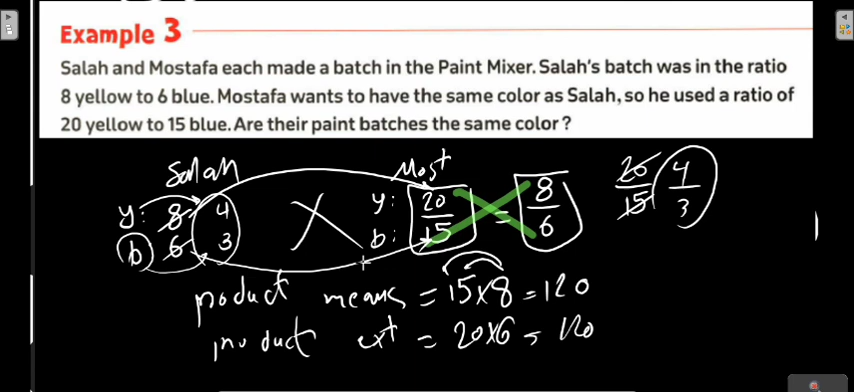 Example 3
Salah and Mostafa each made a batch in the Paint Mixer. Salah's batch was in the ratio
8 yellow to 6 blue. Mostafa wants to have the same color as Salah, so he used a ratio of
20 yellow to 15 blue. Are their paint batches the same color?
Salah Most
y: 8 4 y: 20/15 = 8/6 20/15 4/3
b 6 3 b:
product means = 15x8 = 120
product ext = 20x6 = 120